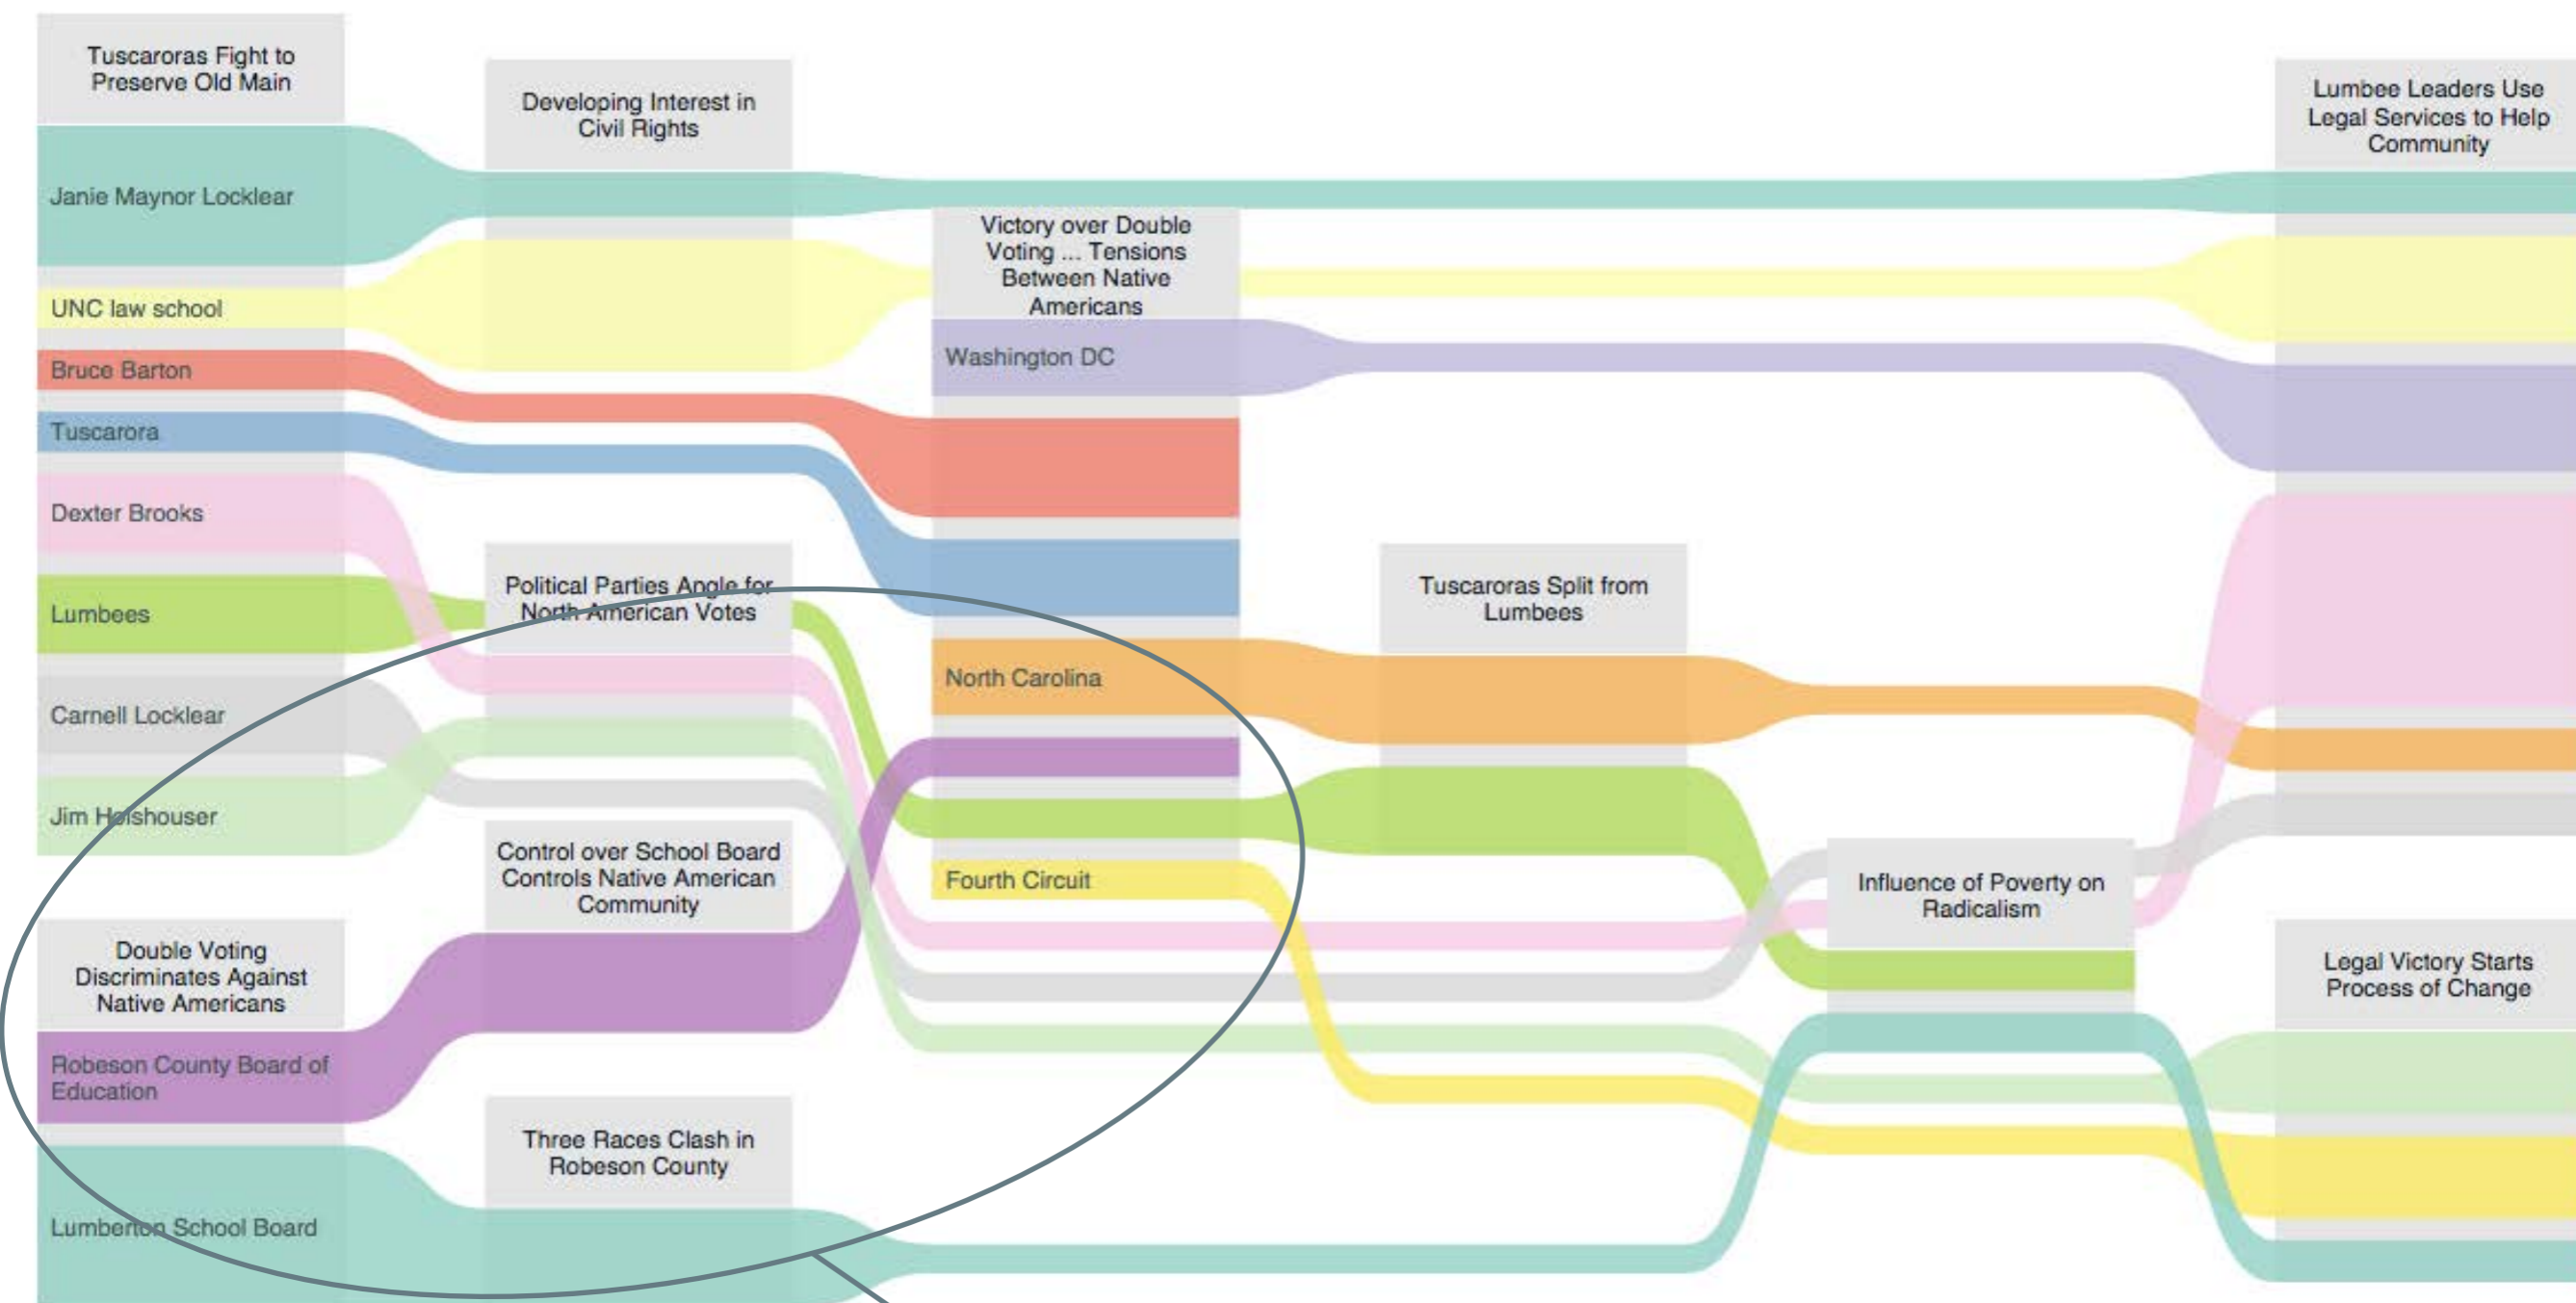 Tuscaroras Fight to
Preserve Old Main
Janie Maynor Locklear
UNC law school
Bruce Barton
Tuscarora
Dexter Brooks
Lumbees
Carnell Locklear
Jim Holshouser
Double Voting
Discriminates Against
Native Americans
Robeson County Board of
Education
Lumberton School Board
Developing Interest in
Civil Rights
Political Parties Angle for
North American Votes
Control over School Board
Controls Native American
Community
Three Races Clash in
Robeson County
Victory over Double
Voting ... Tensions
Between Native
Americans
Washington DC
North Carolina
Fourth Circuit
Tuscaroras Split from
Lumbees
Influence of Poverty on
Radicalism
Lumbee Leaders Use
Legal Services to Help
Community
Legal Victory Starts
Process of Change